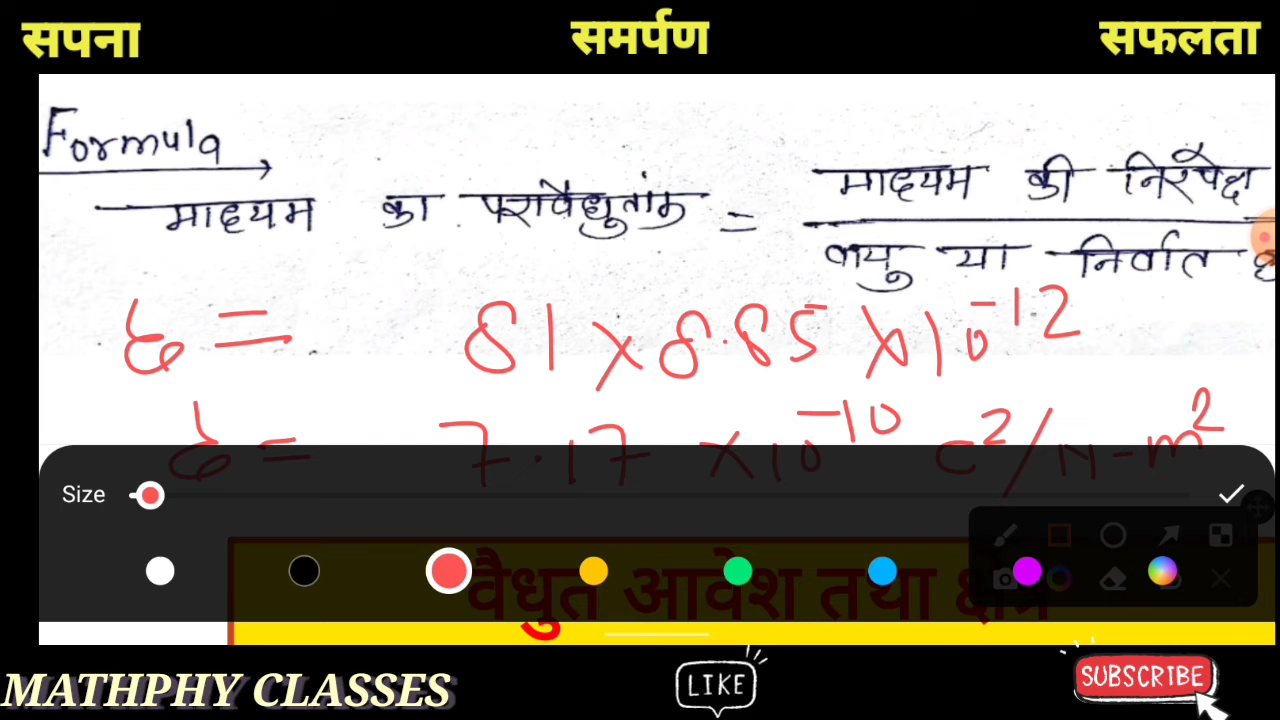 सपना समर्पण सफलता
Formula
माध्यम का परावैद्युतांक = माध्यम की निरपेक्ष
वायु या निर्वात
ε = 81 × 8.85 × 10⁻¹²
ε = 7.17 × 10⁻¹⁰ C²/N-m²
Size
वैधुत आवेश तथा क्षेत्र
MATHPHY CLASSES LIKE SUBSCRIBE